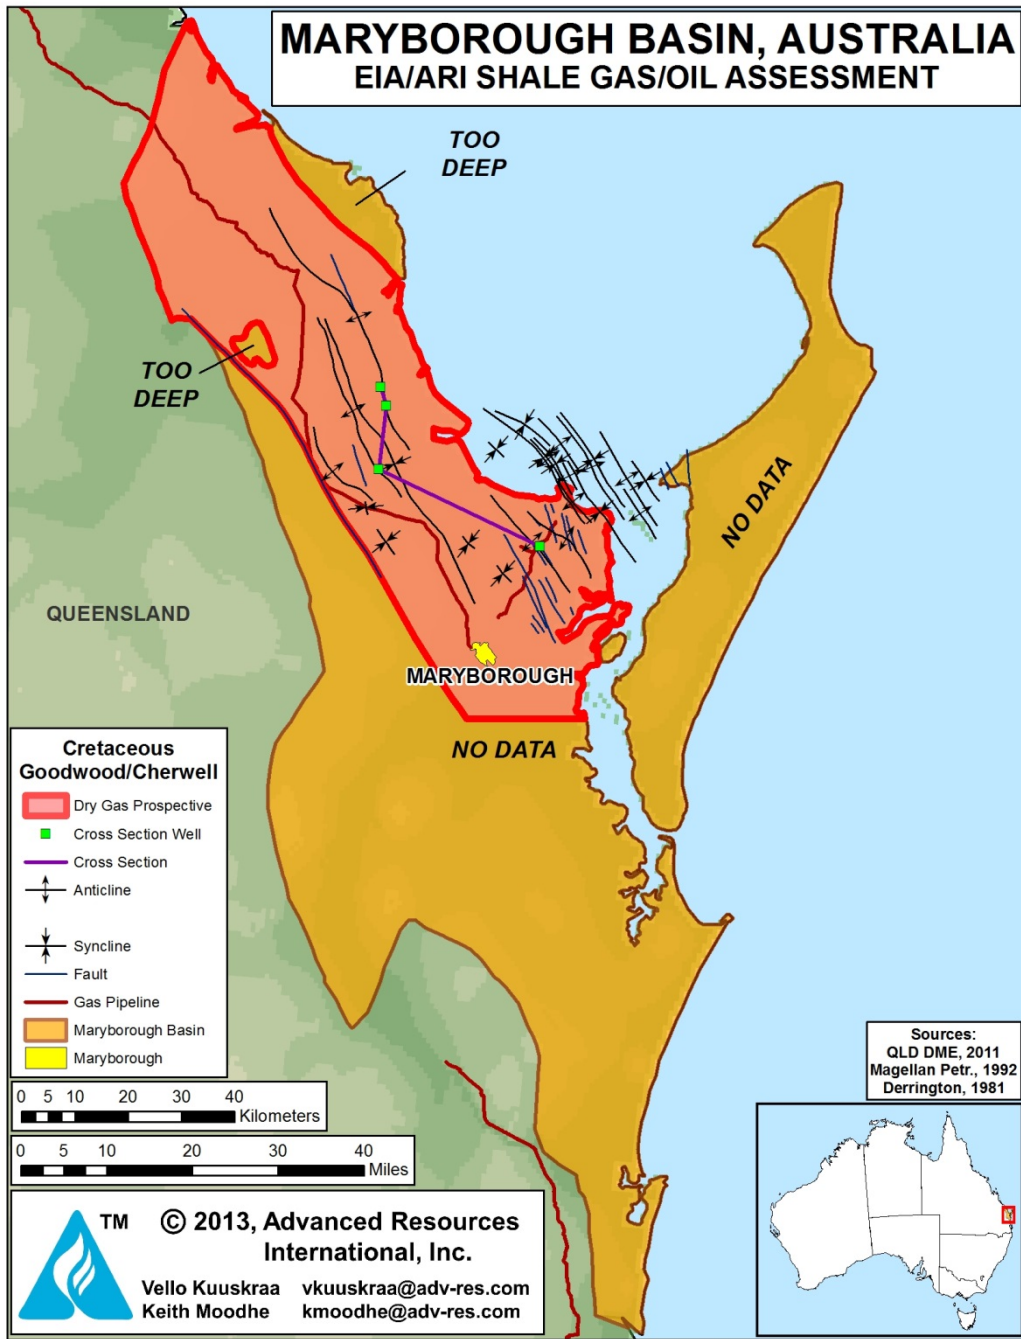 MARYBOROUGH BASIN, AUSTRALIA
EIA/ARI SHALE GAS/OIL ASSESSMENT
TOO
DEEP
TOO
DEEP
NO DATA
QUEENSLAND
MARYBOROUGH
NO DATA
Cretaceous
Goodwood/Cherwell
Dry Gas Prospective
Cross Section Well
Cross Section
Anticline
Syncline
Fault
Gas Pipeline
Maryborough Basin
Maryborough
0 5 10 20 30 40
Kilometers
0 5 10 20 30 40
Miles
Sources:
QLD DME, 2011
Magellan Petr., 1992
Derrington, 1981
TM
© 2013, Advanced Resources
International, Inc.
Vello Kuuskraa vkuuskraa@adv-res.com
Keith Moodhe kmoodhe@adv-res.com